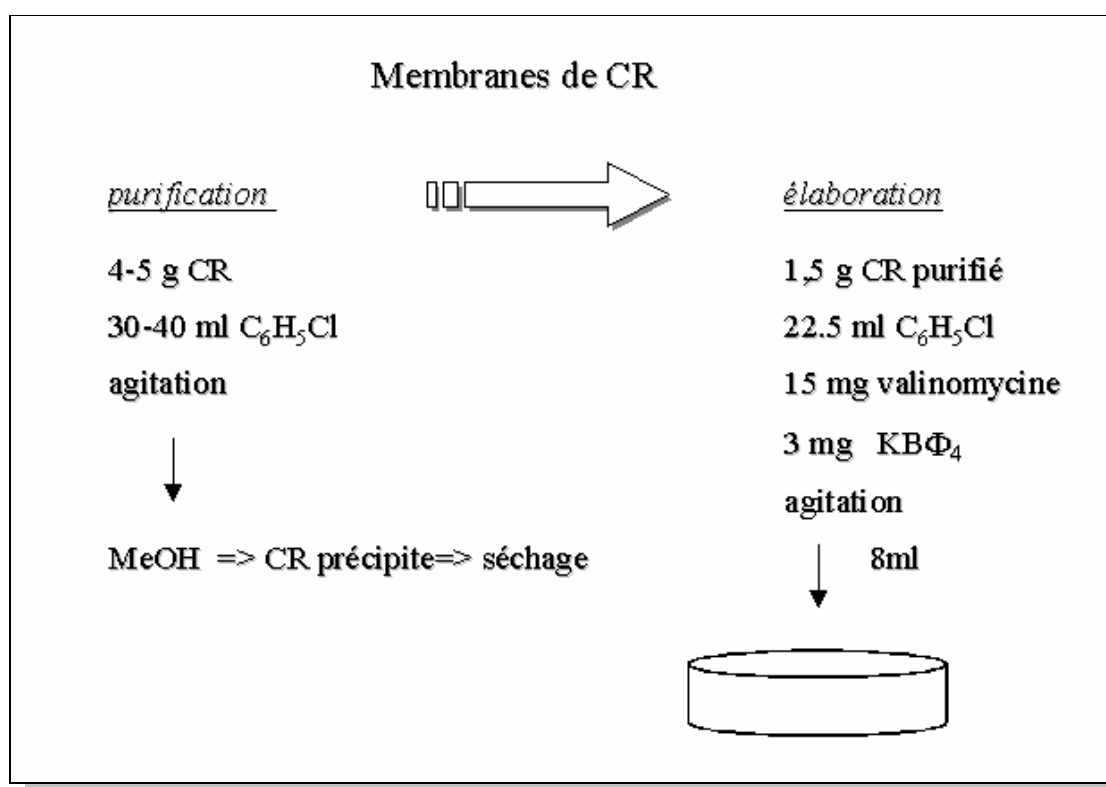 Membranes de CR
purification
4-5 g CR
30-40 ml C₆H₅Cl
agitation
MeOH => CR précipite=> séchage
élaboration
1,5 g CR purifié
22.5 ml C₆H₅Cl
15 mg valinomycine
3 mg KBΦ₄
agitation
8ml